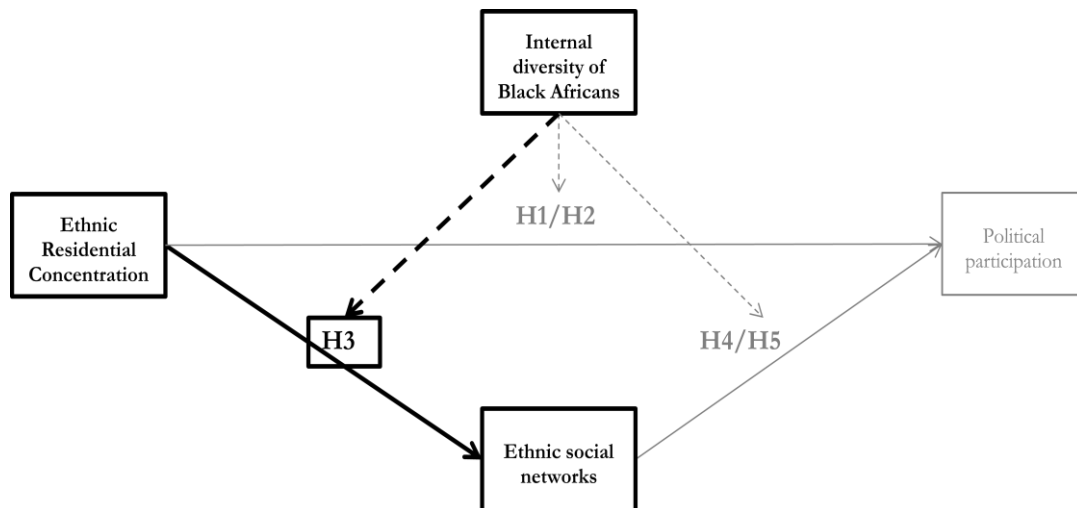 Internal
diversity of
Black Africans
Ethnic
Residential
Concentration
H1/H2
Political
participation
H3
H4/H5
Ethnic social
networks